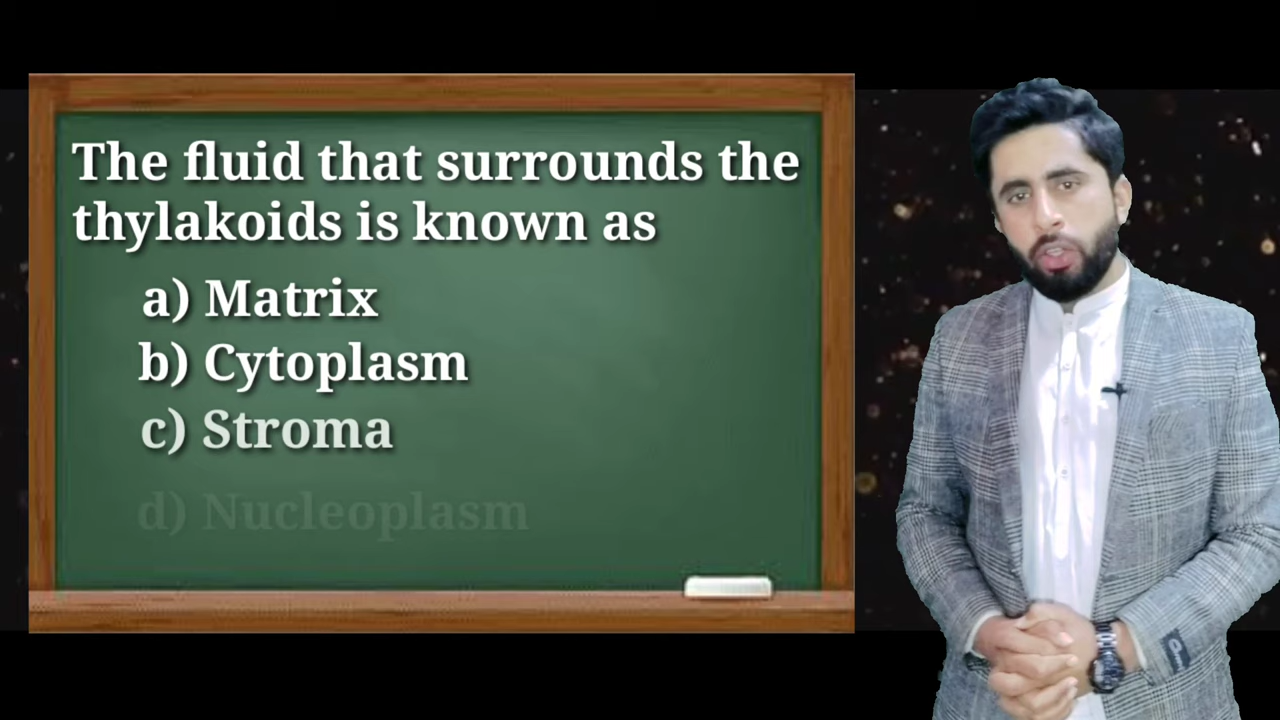 The fluid that surrounds the
thylakoids is known as
a) Matrix
b) Cytoplasm
c) Stroma
d) Nucleoplasm